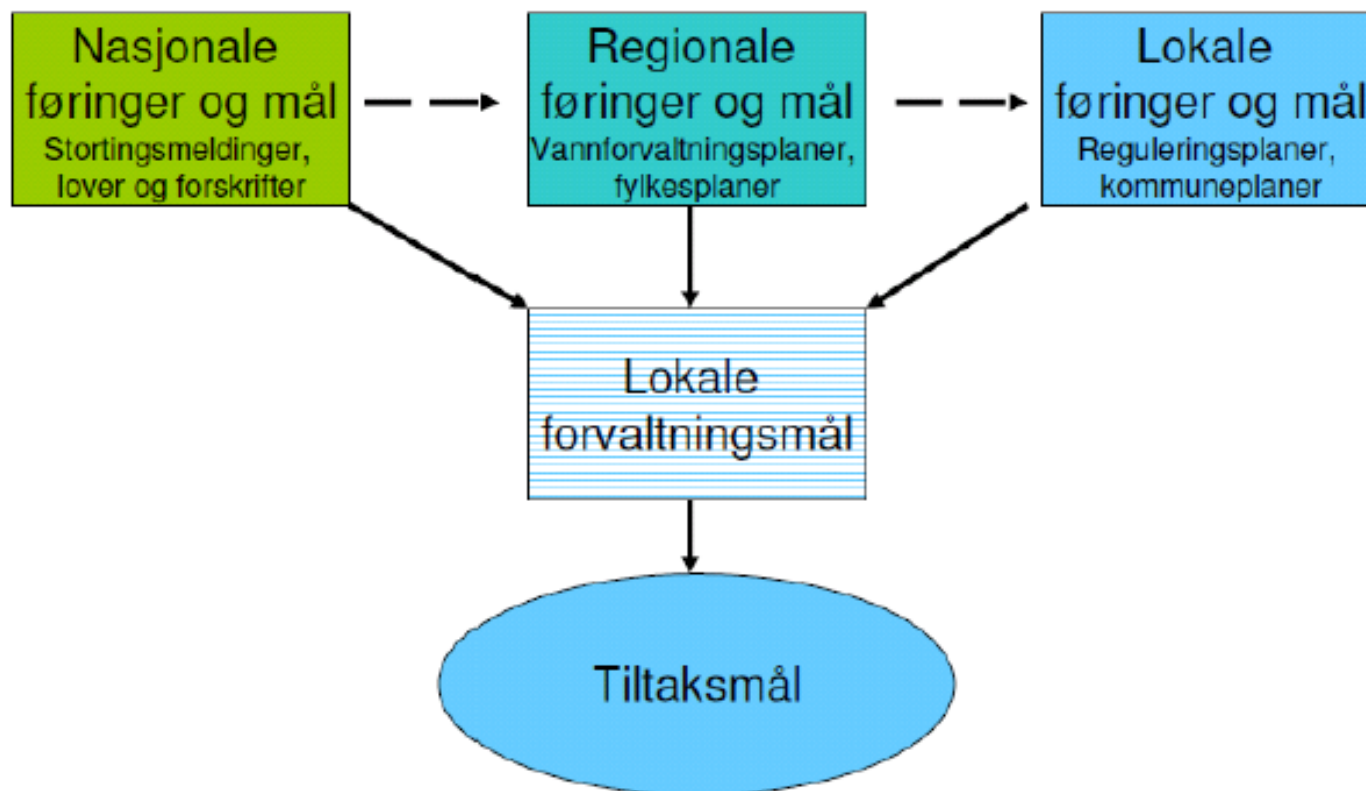 Nasjonale
føringer og mål
Stortingsmeldinger,
lover og forskrifter
Regionale
føringer og mål
Vannforvaltningsplaner,
fylkesplaner
Lokale
føringer og mål
Reguleringsplaner,
kommuneplaner
Lokale
forvaltningsmål
Tiltaksmål